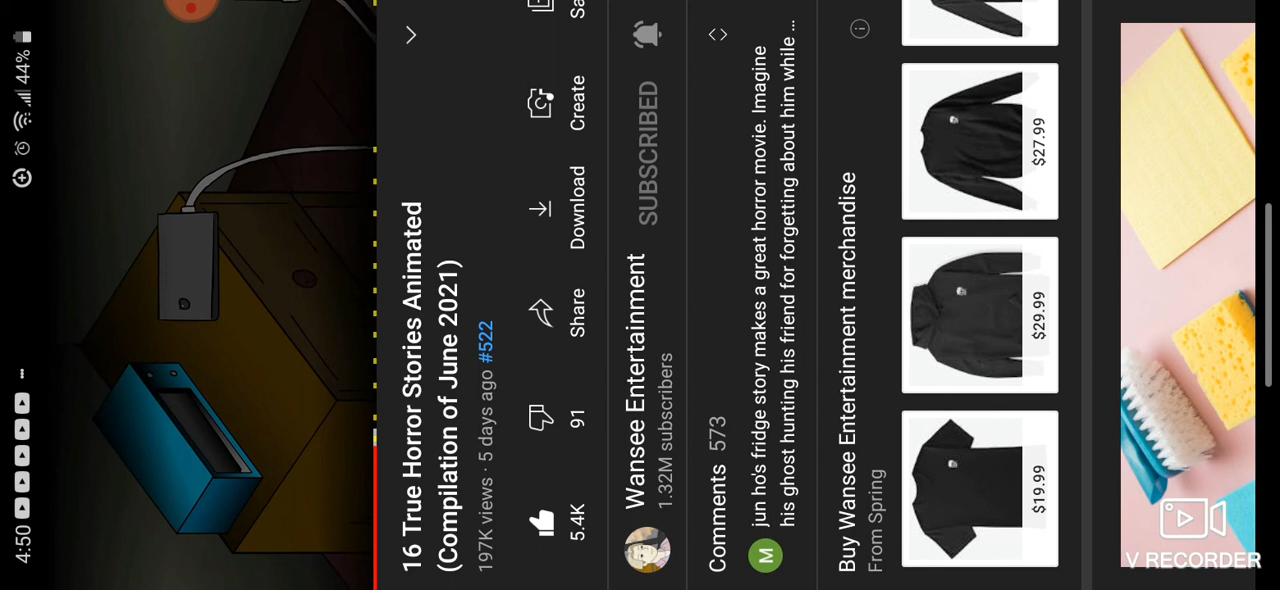 4:50
44%
16 True Horror Stories Animated
(Compilation of June 2021)
197K views · 5 days ago #522
5.4K
91
Share
Download
Create
Sa
Wansee Entertainment
1.32M subscribers
SUBSCRIBED
Comments 573
M
jun ho's fridge story makes a great horror movie. Imagine
his ghost hunting his friend for forgetting about him while ...
Buy Wansee Entertainment merchandise
From Spring
$19.99
$29.99
$27.99
V RECORDER